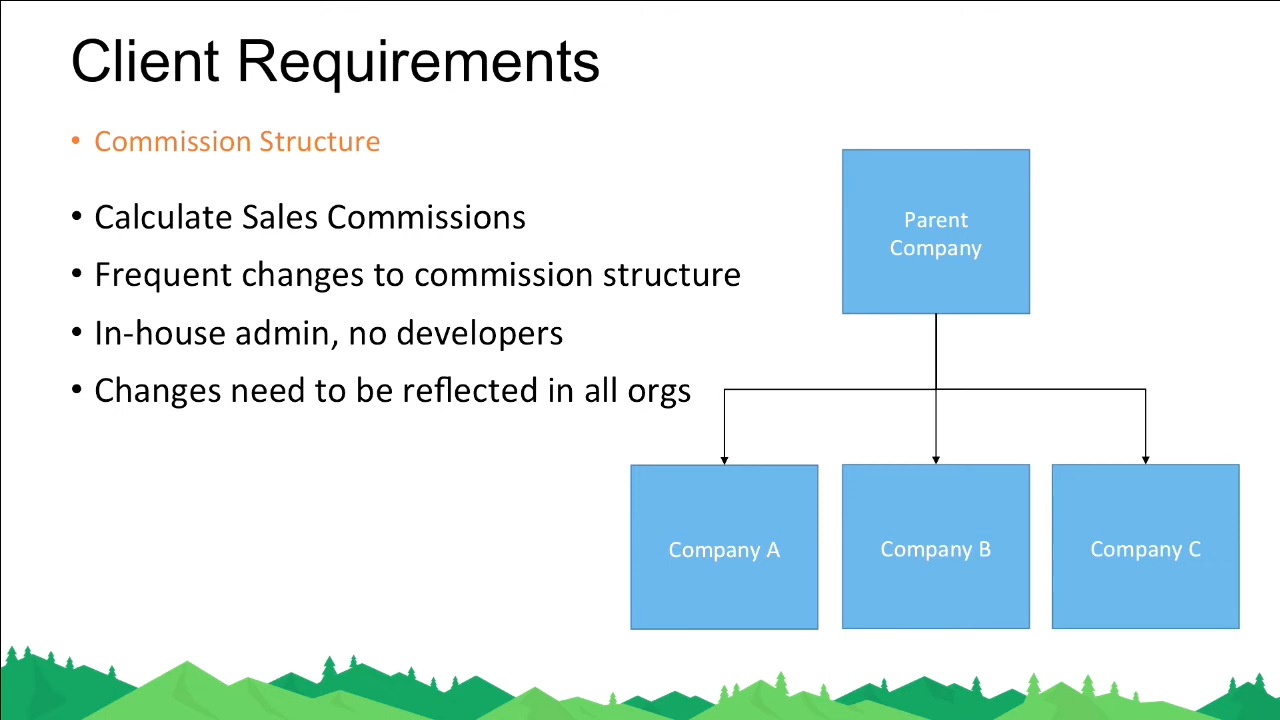 Client Requirements
• Commission Structure
• Calculate Sales Commissions
• Frequent changes to commission structure
• In-house admin, no developers
• Changes need to be reflected in all orgs
Parent
Company
Company A
Company B
Company C